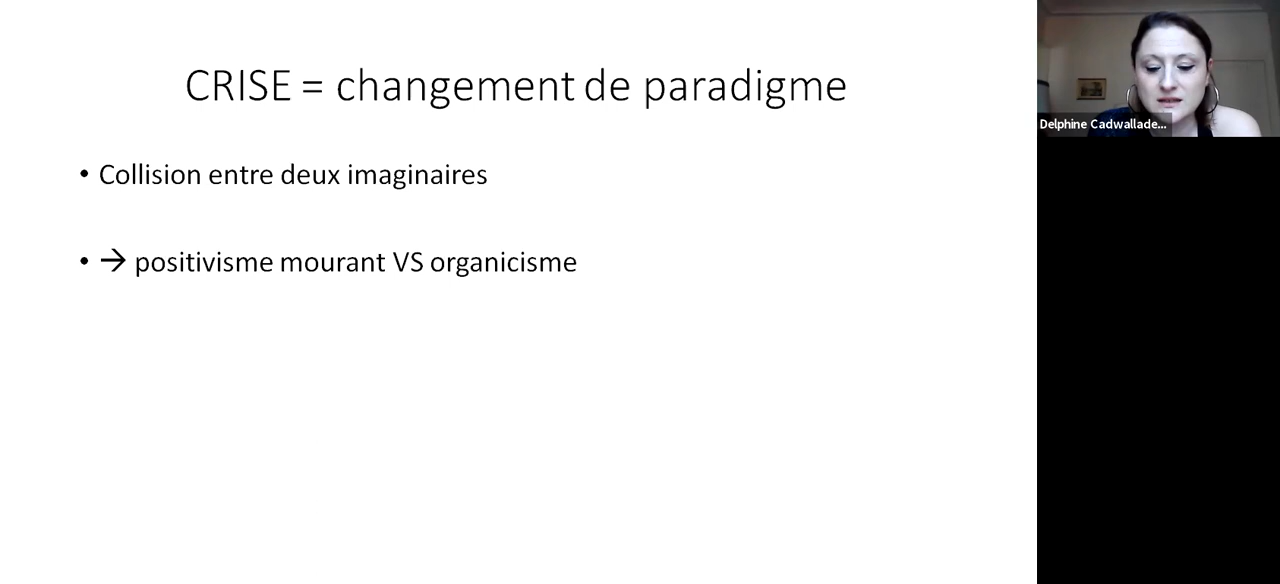 CRISE = changement de paradigme
• Collision entre deux imaginaires
• → positivisme mourant VS organicisme
Delphine Cadwallade...